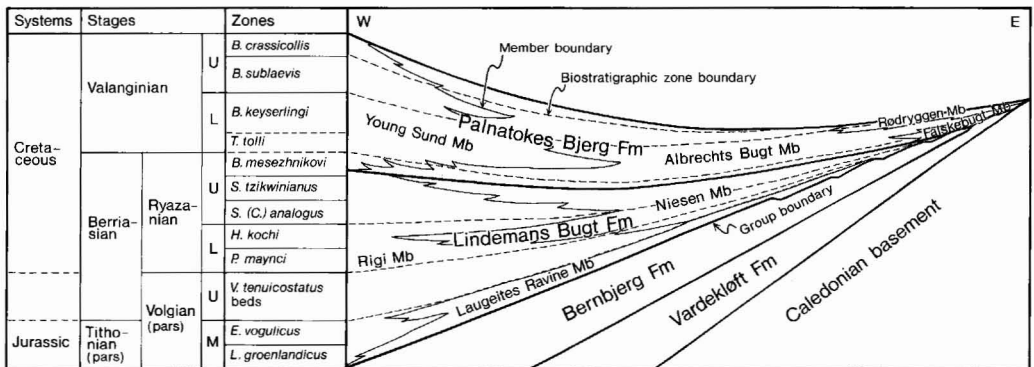 Systems
Stages
Zones
W
E
Creta-
ceous
Jurassic
Valanginian
Berria-
sian
Titho-
nian
(pars)
Ryaza-
nian
Volgian
(pars)
U
L
U
L
U
M
B. crassicollis
B. sublaevis
B. keyserlingi
T. tolli
B. mesezhnikovi
S. tzikwinianus
S. (C.) analogus
H. kochi
P. maynci
V. tenuicostatus
beds
E. vogulicus
L. groenlandicus
Member boundary
Biostratigraphic zone boundary
Rødryggen Mb
Falskebugt Mb
Palnatokes Bjerg Fm
Young Sund Mb
Albrechts Bugt Mb
Niesen Mb
Lindemans Bugt Fm
Group boundary
Rigi Mb
Laugeites Ravine Mb
Bernbjerg Fm
Vardekløft Fm
Caledonian basement